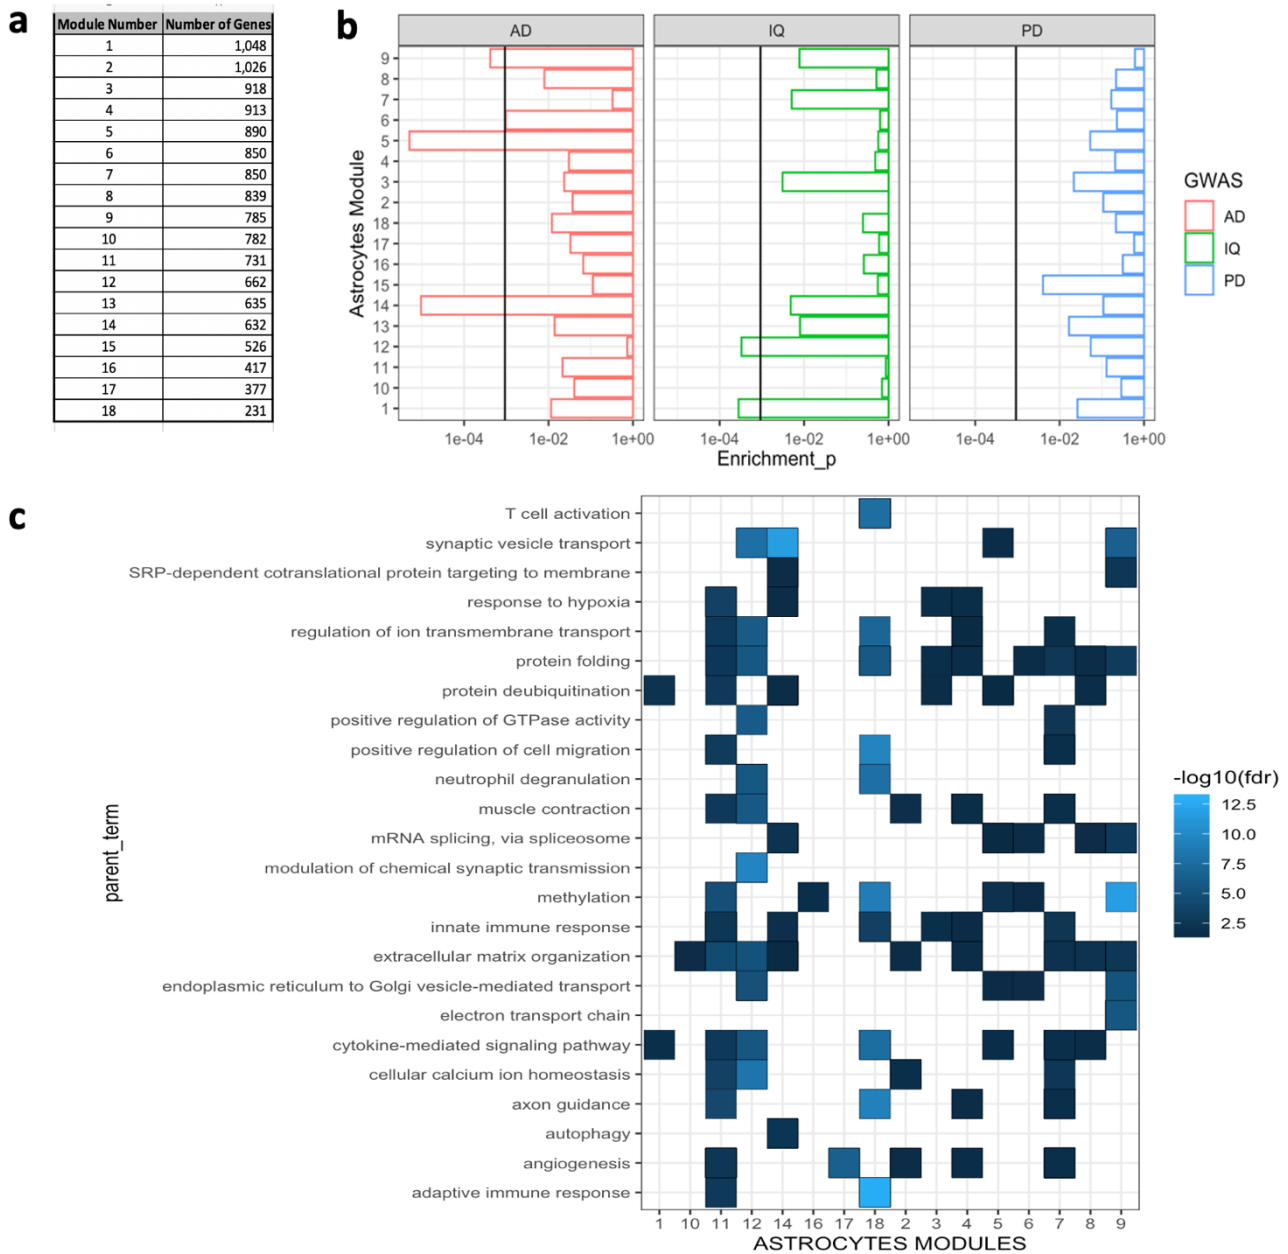 a
Module Number Number of Genes
1 1,048
2 1,026
3 918
4 913
5 890
6 850
7 850
8 839
9 785
10 782
11 731
12 662
13 635
14 632
15 526
16 417
17 377
18 231
b
AD IQ PD
Astrocytes Module
9
8
7
6
5
4
3
2
18
17
16
15
14
13
12
11
10
1
1e-04 1e-02 1e+00 1e-04 1e-02 1e+00 1e-04 1e-02 1e+00
Enrichment_p
GWAS
AD
IQ
PD
c
parent_term
T cell activation
synaptic vesicle transport
SRP-dependent cotranslational protein targeting to membrane
response to hypoxia
regulation of ion transmembrane transport
protein folding
protein deubiquitination
positive regulation of GTPase activity
positive regulation of cell migration
neutrophil degranulation
muscle contraction
mRNA splicing, via spliceosome
modulation of chemical synaptic transmission
methylation
innate immune response
extracellular matrix organization
endoplasmic reticulum to Golgi vesicle-mediated transport
electron transport chain
cytokine-mediated signaling pathway
cellular calcium ion homeostasis
axon guidance
autophagy
angiogenesis
adaptive immune response
1 10 11 12 14 16 17 18 2 3 4 5 6 7 8 9
ASTROCYTES MODULES
-log10(fdr)
12.5
10.0
7.5
5.0
2.5